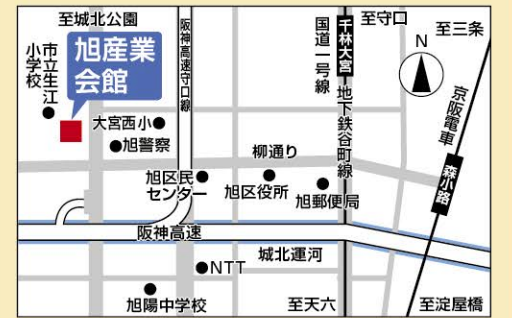 至城北公園
旭産業
会館
市立生江
小学校
阪神高速守口線
国道一号線
千林大宮
地下鉄谷町線
至守口
至三条
N
京阪電車
森小路
大宮西小
旭警察
柳通り
旭区民
センター
旭区役所
旭郵便局
阪神高速
城北運河
NTT
旭陽中学校
至天六
至淀屋橋